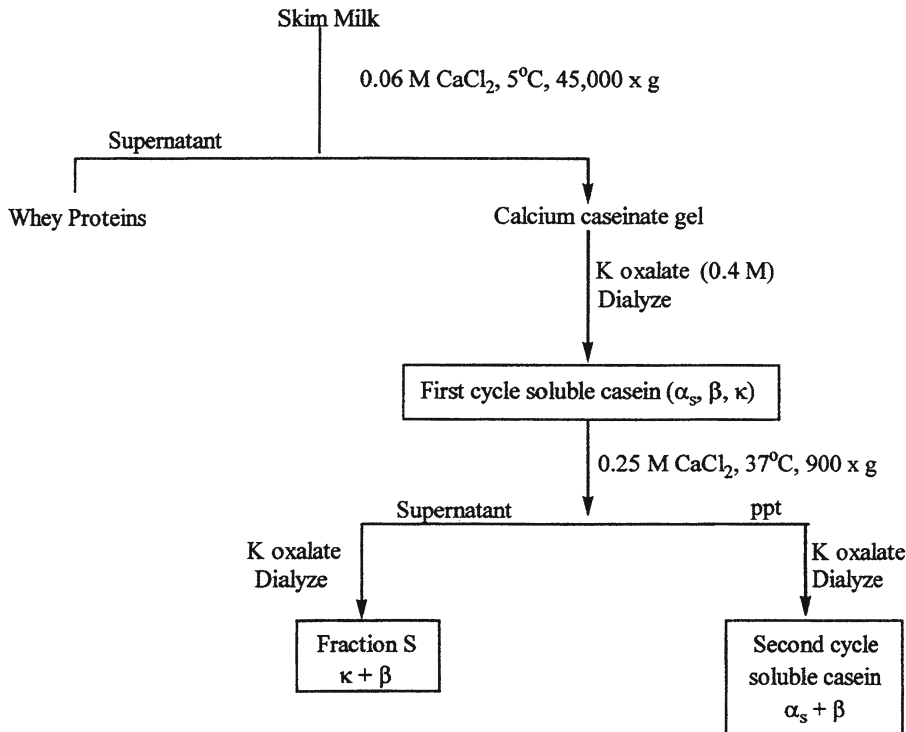 Skim Milk
0.06 M CaCl₂, 5°C, 45,000 x g
Supernatant
Whey Proteins
Calcium caseinate gel
K oxalate (0.4 M)
Dialyze
First cycle soluble casein (αₛ, β, κ)
0.25 M CaCl₂, 37°C, 900 x g
Supernatant
ppt
K oxalate
Dialyze
K oxalate
Dialyze
Fraction S
κ + β
Second cycle
soluble casein
αₛ + β